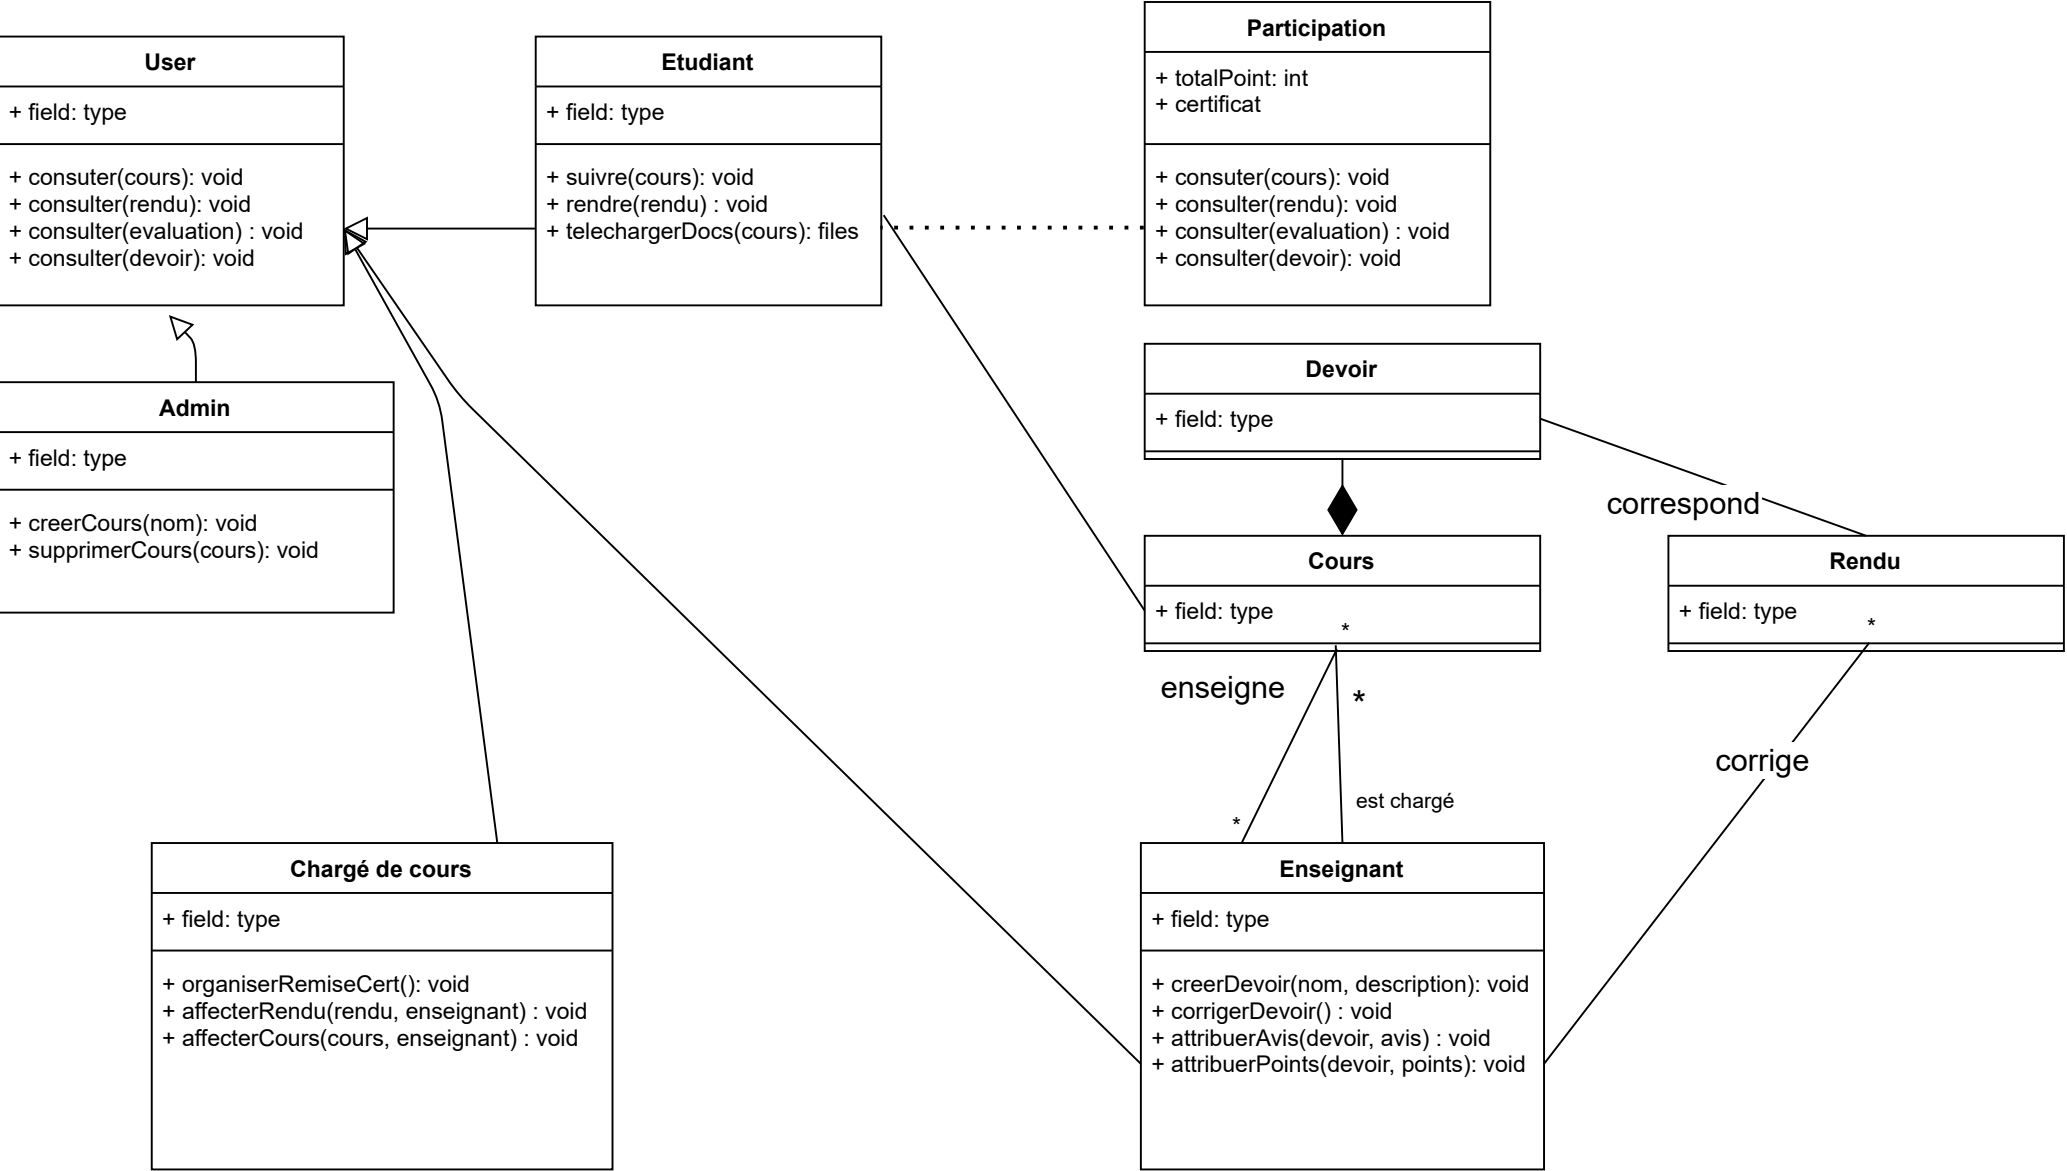 User
+ field: type
+ consuter(cours): void
+ consulter(rendu): void
+ consulter(evaluation) : void
+ consulter(devoir): void
Etudiant
+ field: type
+ suivre(cours): void
+ rendre(rendu) : void
+ telechargerDocs(cours): files
Participation
+ totalPoint: int
+ certificat
+ consuter(cours): void
+ consulter(rendu): void
+ consulter(evaluation) : void
+ consulter(devoir): void
Admin
+ field: type
+ creerCours(nom): void
+ supprimerCours(cours): void
Devoir
+ field: type
correspond
Cours
+ field: type
*
Rendu
+ field: type
*
enseigne
*
corrige
est chargé
*
Chargé de cours
+ field: type
+ organiserRemiseCert(): void
+ affecterRendu(rendu, enseignant) : void
+ affecterCours(cours, enseignant) : void
Enseignant
+ field: type
+ creerDevoir(nom, description): void
+ corrigerDevoir() : void
+ attribuerAvis(devoir, avis) : void
+ attribuerPoints(devoir, points): void